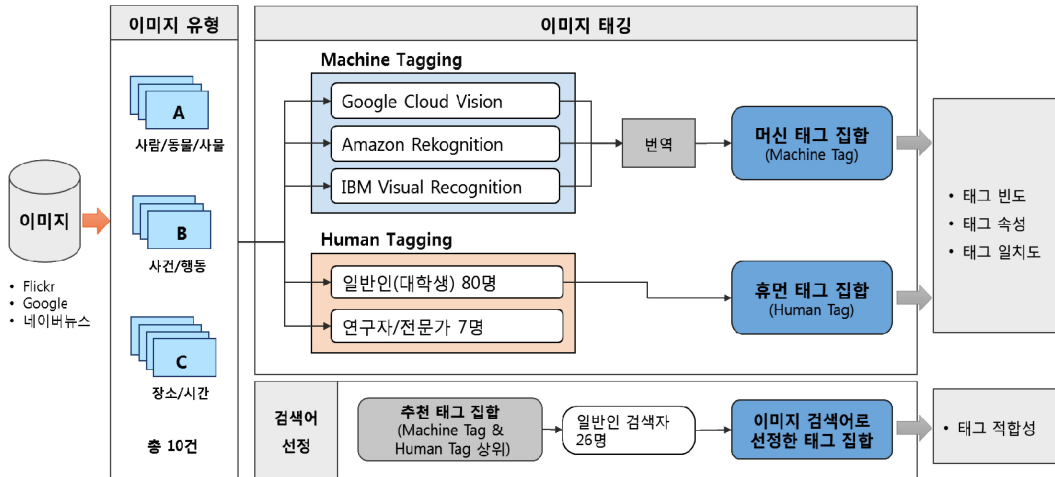 이미지 유형
이미지 태깅
Machine Tagging
Google Cloud Vision
Amazon Rekognition
IBM Visual Recognition
번역
머신 태그 집합
(Machine Tag)
A
사람/동물/사물
B
사건/행동
C
장소/시간
총 10건
이미지
• Flickr
• Google
• 네이버뉴스
Human Tagging
일반인(대학생) 80명
연구자/전문가 7명
휴먼 태그 집합
(Human Tag)
• 태그 빈도
• 태그 속성
• 태그 일치도
검색어
선정
추천 태그 집합
(Machine Tag &
Human Tag 상위)
일반인 검색자
26명
이미지 검색어로
선정한 태그 집합
• 태그 적합성